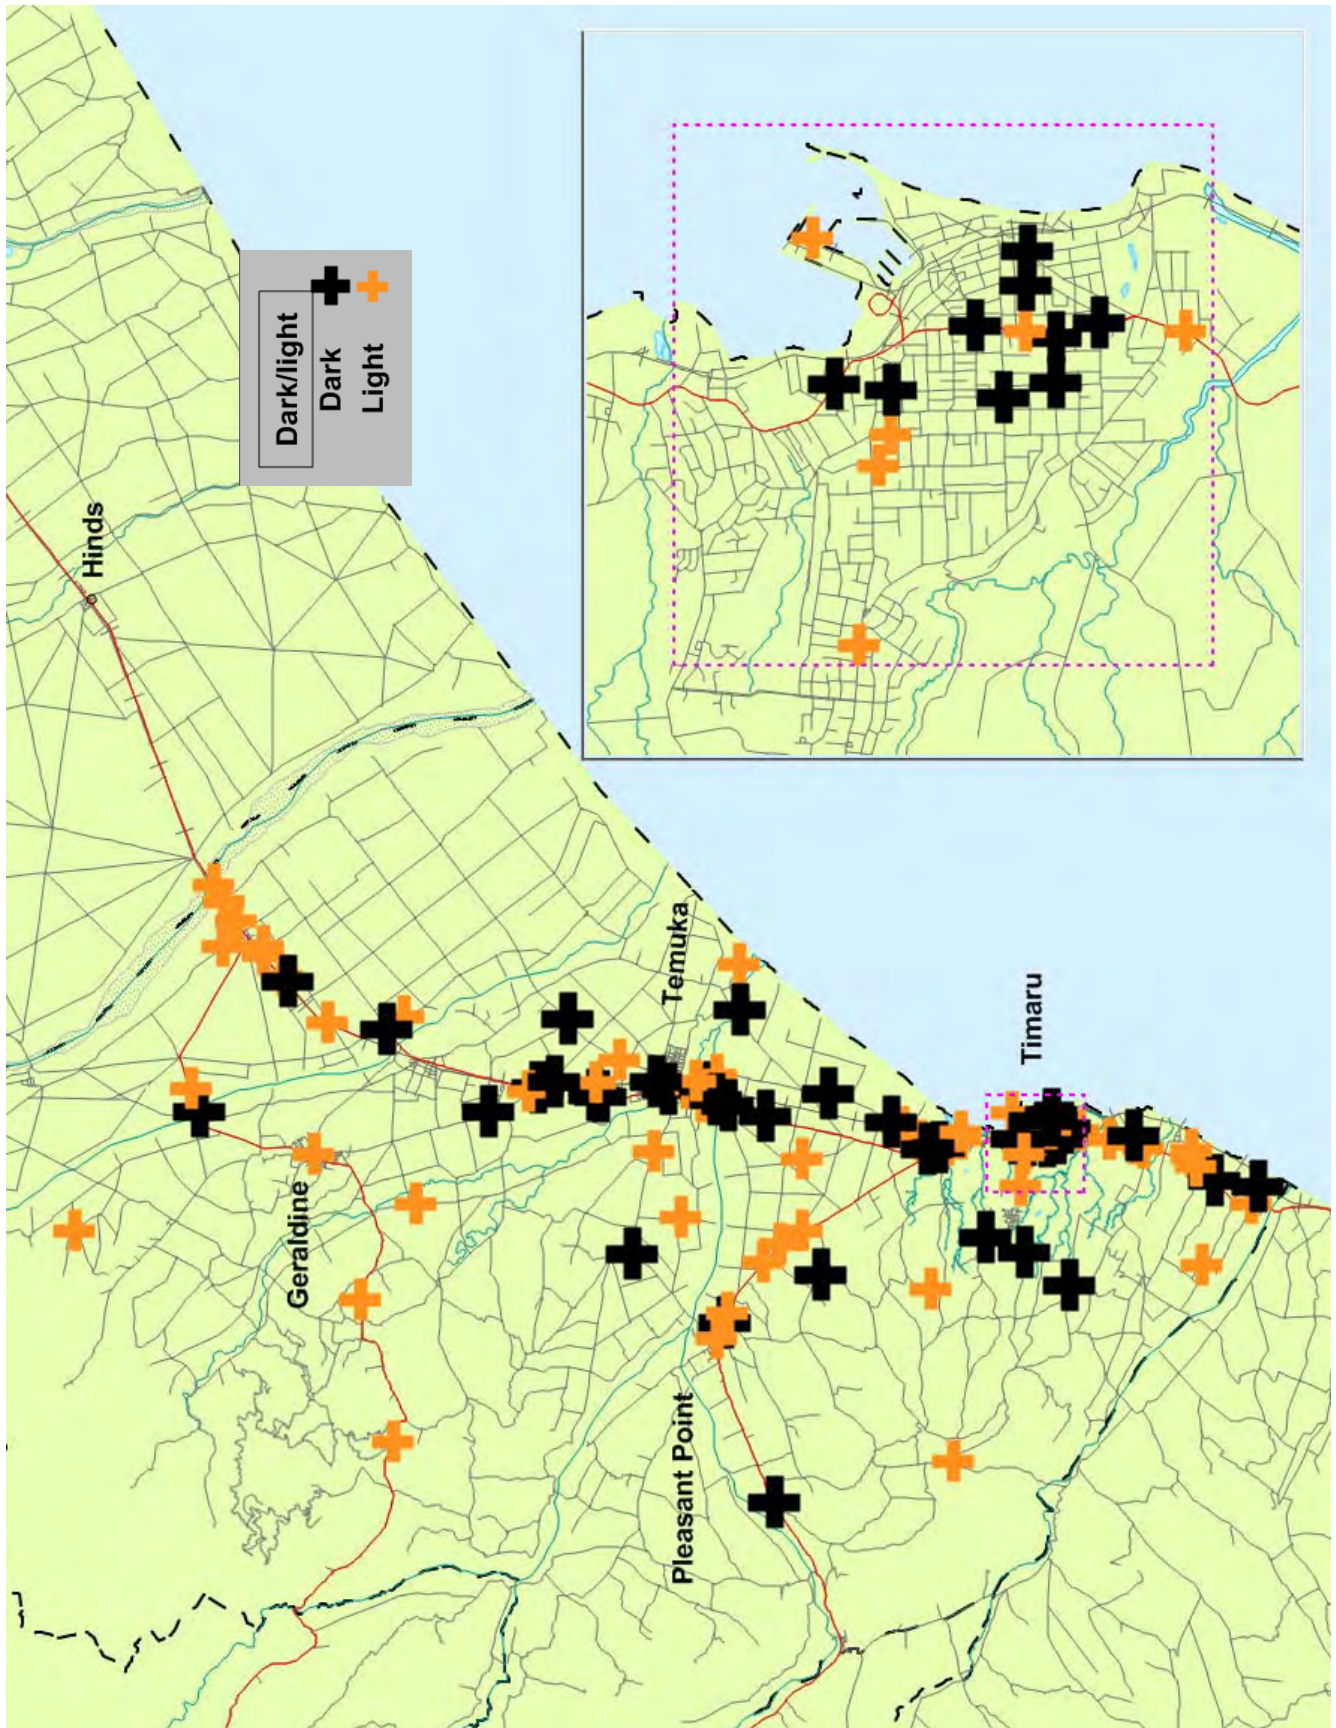 Hinds
Dark/light
Dark
Light
Temuka
Timaru
Geraldine
Pleasant Point